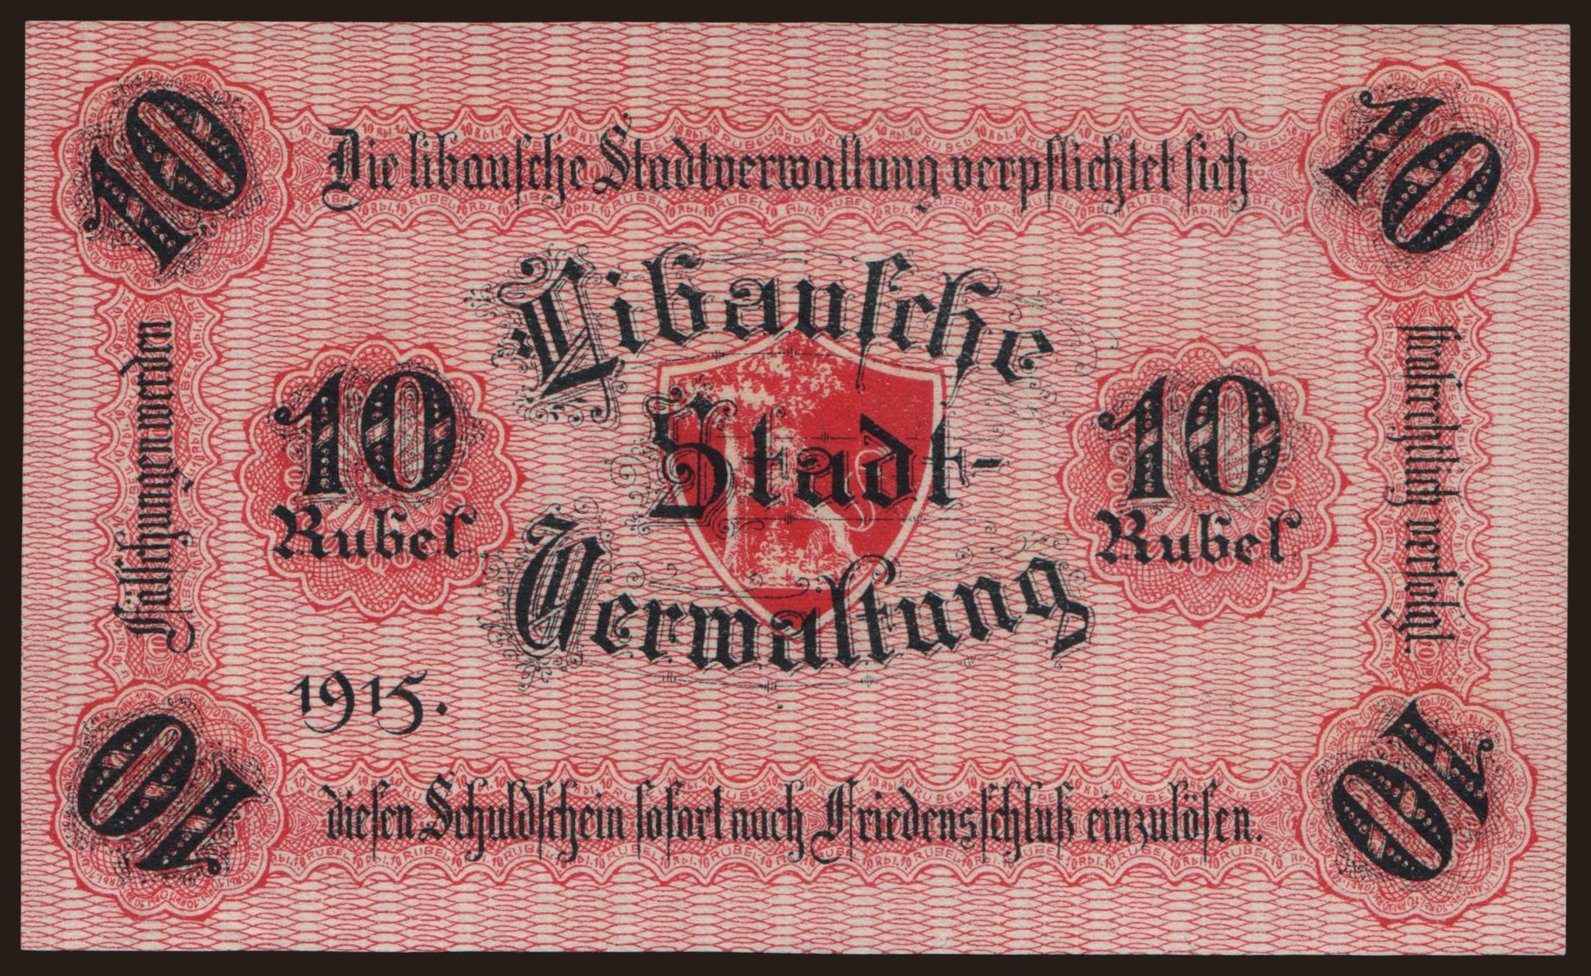 10
10
Die libausche Stadtverwaltung verpflichtet sich
Libausche
Stadt-
Verwaltung
10
Rubel
10
Rubel
Fälschungen werden
strafrechtlich verfolgt.
1915.
diesen Schuldschein sofort nach Friedensschluß einzulösen.
10
10